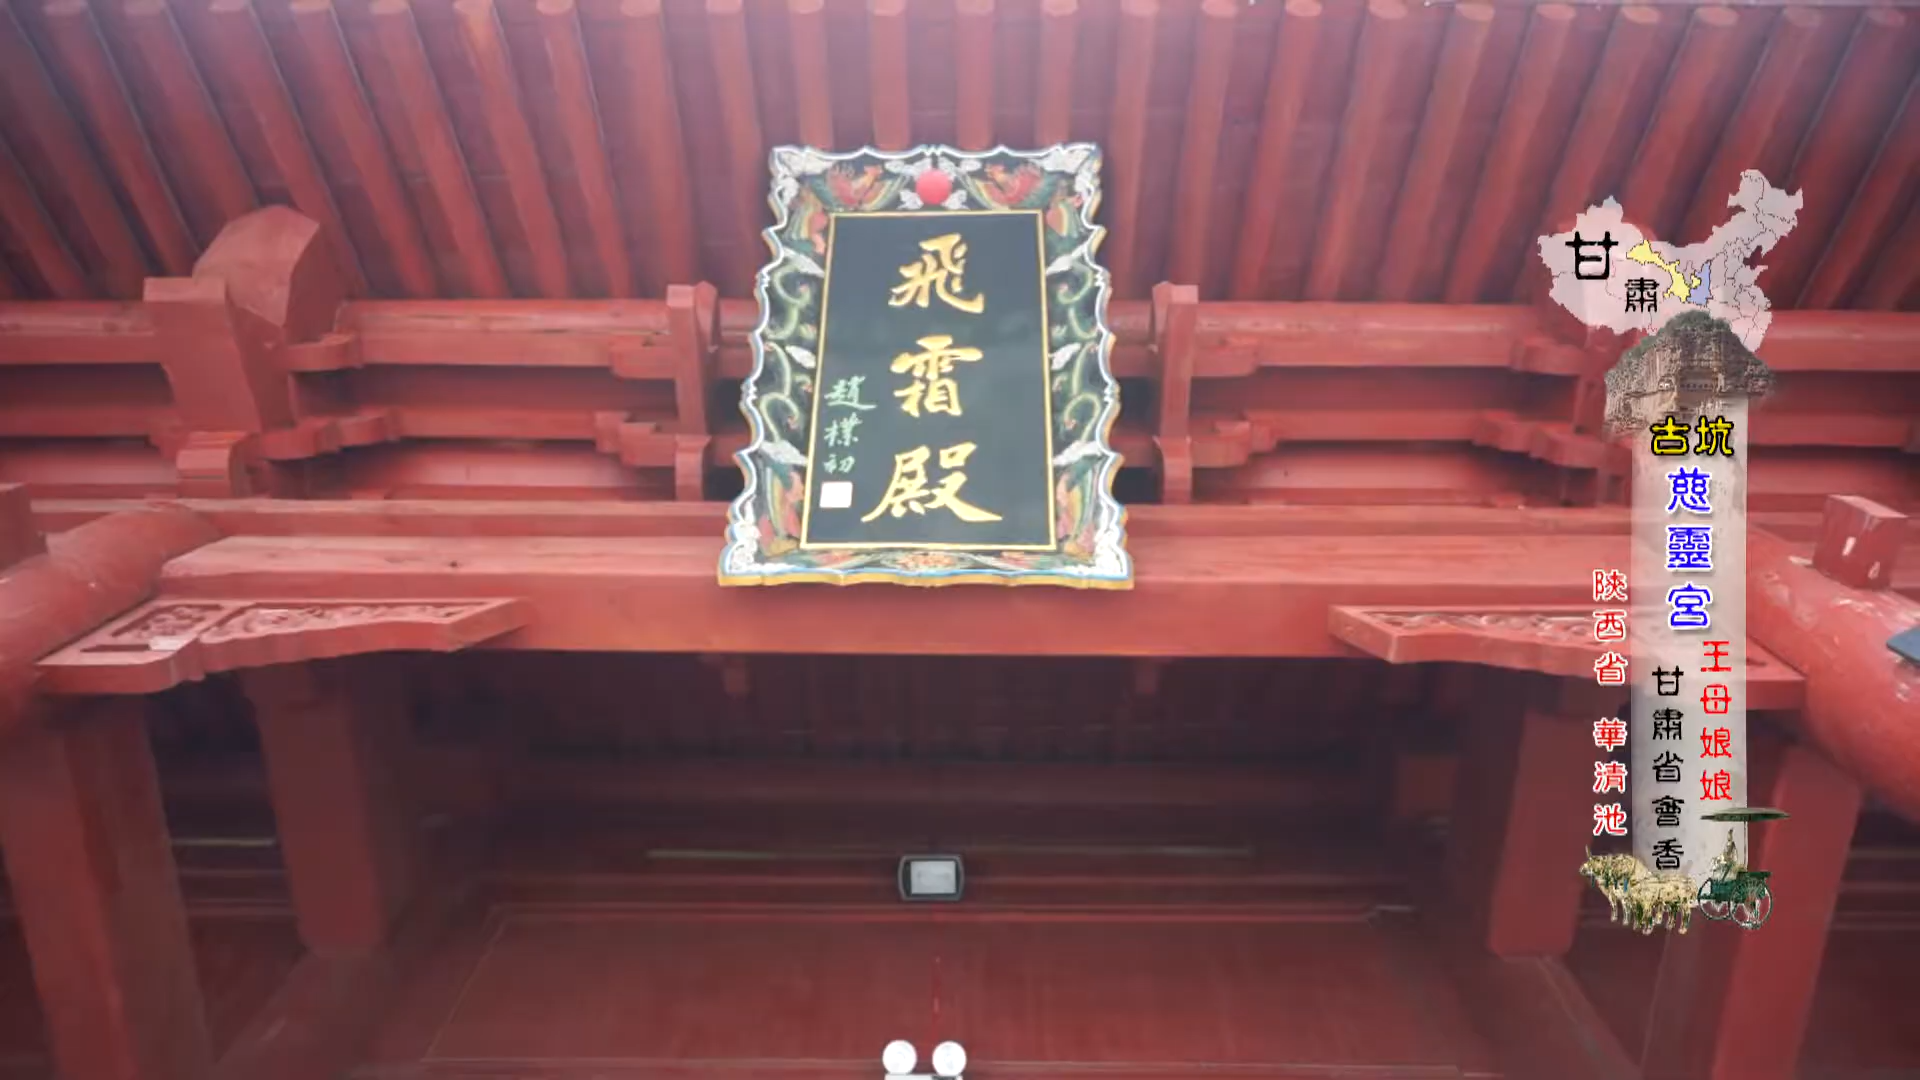 飛霜殿
趙樸初
甘肅
古坑
慈靈宮
王母娘娘
甘肅省會香
陝西省 華清池